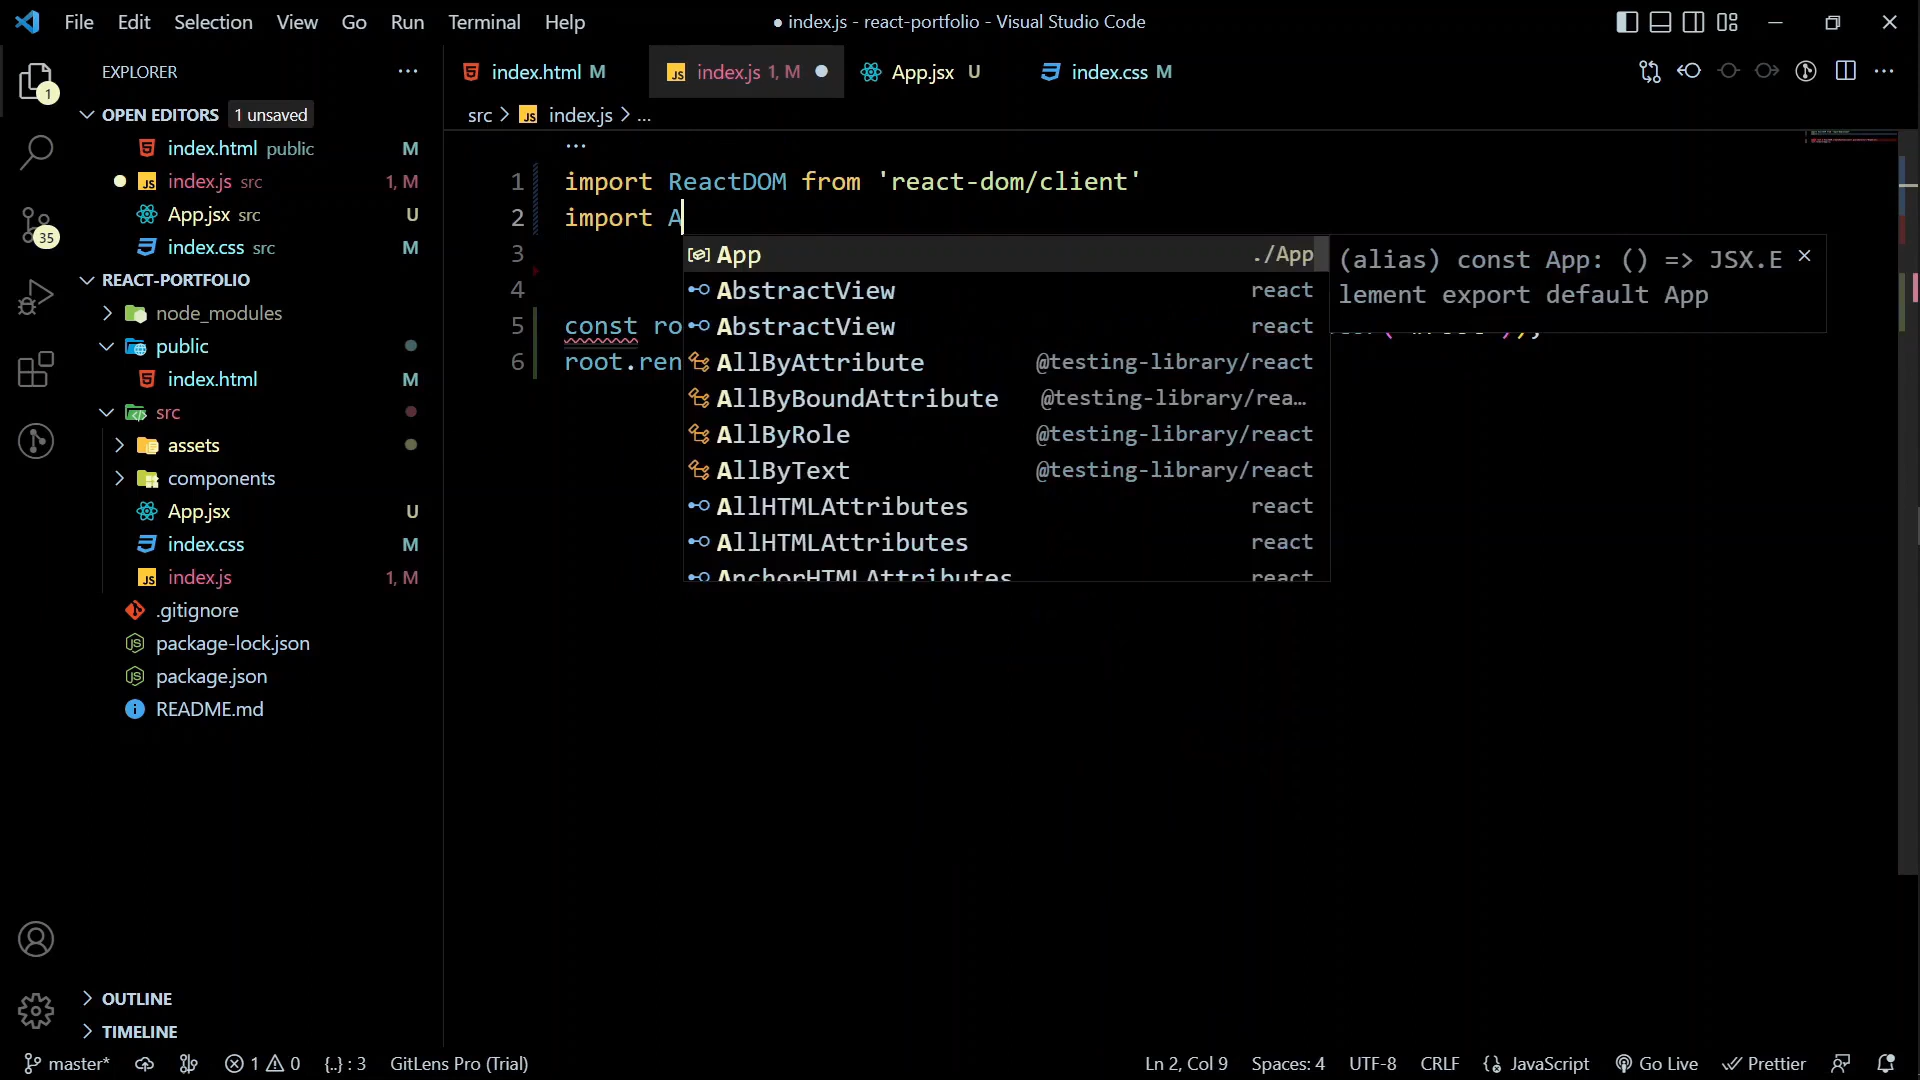 File Edit Selection View Go Run Terminal Help
● index.js - react-portfolio - Visual Studio Code
EXPLORER
OPEN EDITORS 1 unsaved
index.html public M
index.js src 1, M
App.jsx src U
index.css src M
REACT-PORTFOLIO
node_modules
public
index.html M
src
assets
components
App.jsx U
index.css M
index.js 1, M
.gitignore
package-lock.json
package.json
README.md
OUTLINE
TIMELINE
1
35
index.html M
index.js 1, M
App.jsx U
index.css M
src > index.js > ...
1 import ReactDOM from 'react-dom/client'
2 import A
3
4
5 const ro
6 root.ren
App ./App
AbstractView react
AbstractView react
AllByAttribute @testing-library/react
AllByBoundAttribute @testing-library/rea…
AllByRole @testing-library/react
AllByText @testing-library/react
AllHTMLAttributes react
AllHTMLAttributes react
AnchorHTMLAttributes react
(alias) const App: () => JSX.E
lement export default App
master* 1 0 {..} : 3 GitLens Pro (Trial)
Ln 2, Col 9 Spaces: 4 UTF-8 CRLF {} JavaScript Go Live Prettier